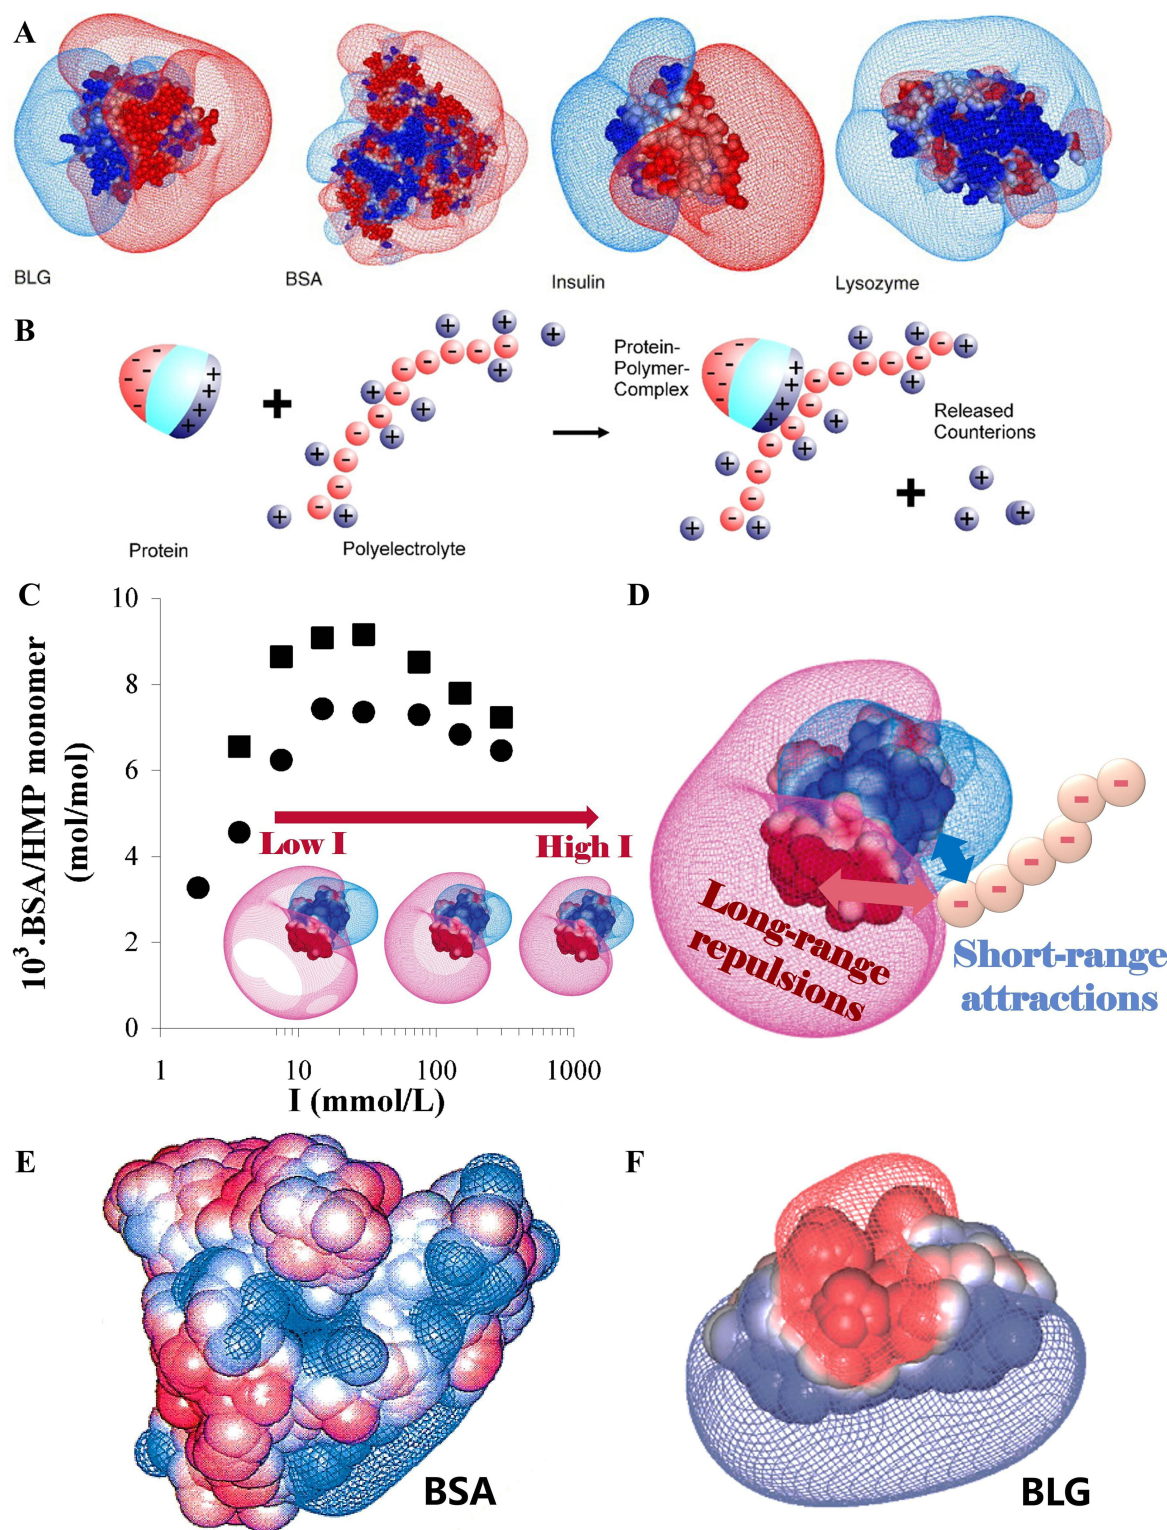 A
BLG
BSA
Insulin
Lysozyme
B
Protein
Polyelectrolyte
Protein-
Polymer-
Complex
Released
Counterions
C
10³.BSA/HMP monomer
(mol/mol)
10
8
6
4
2
0
Low I
High I
1
10
100
1000
I (mmol/L)
D
Long-range
repulsions
Short-range
attractions
E
BSA
F
BLG